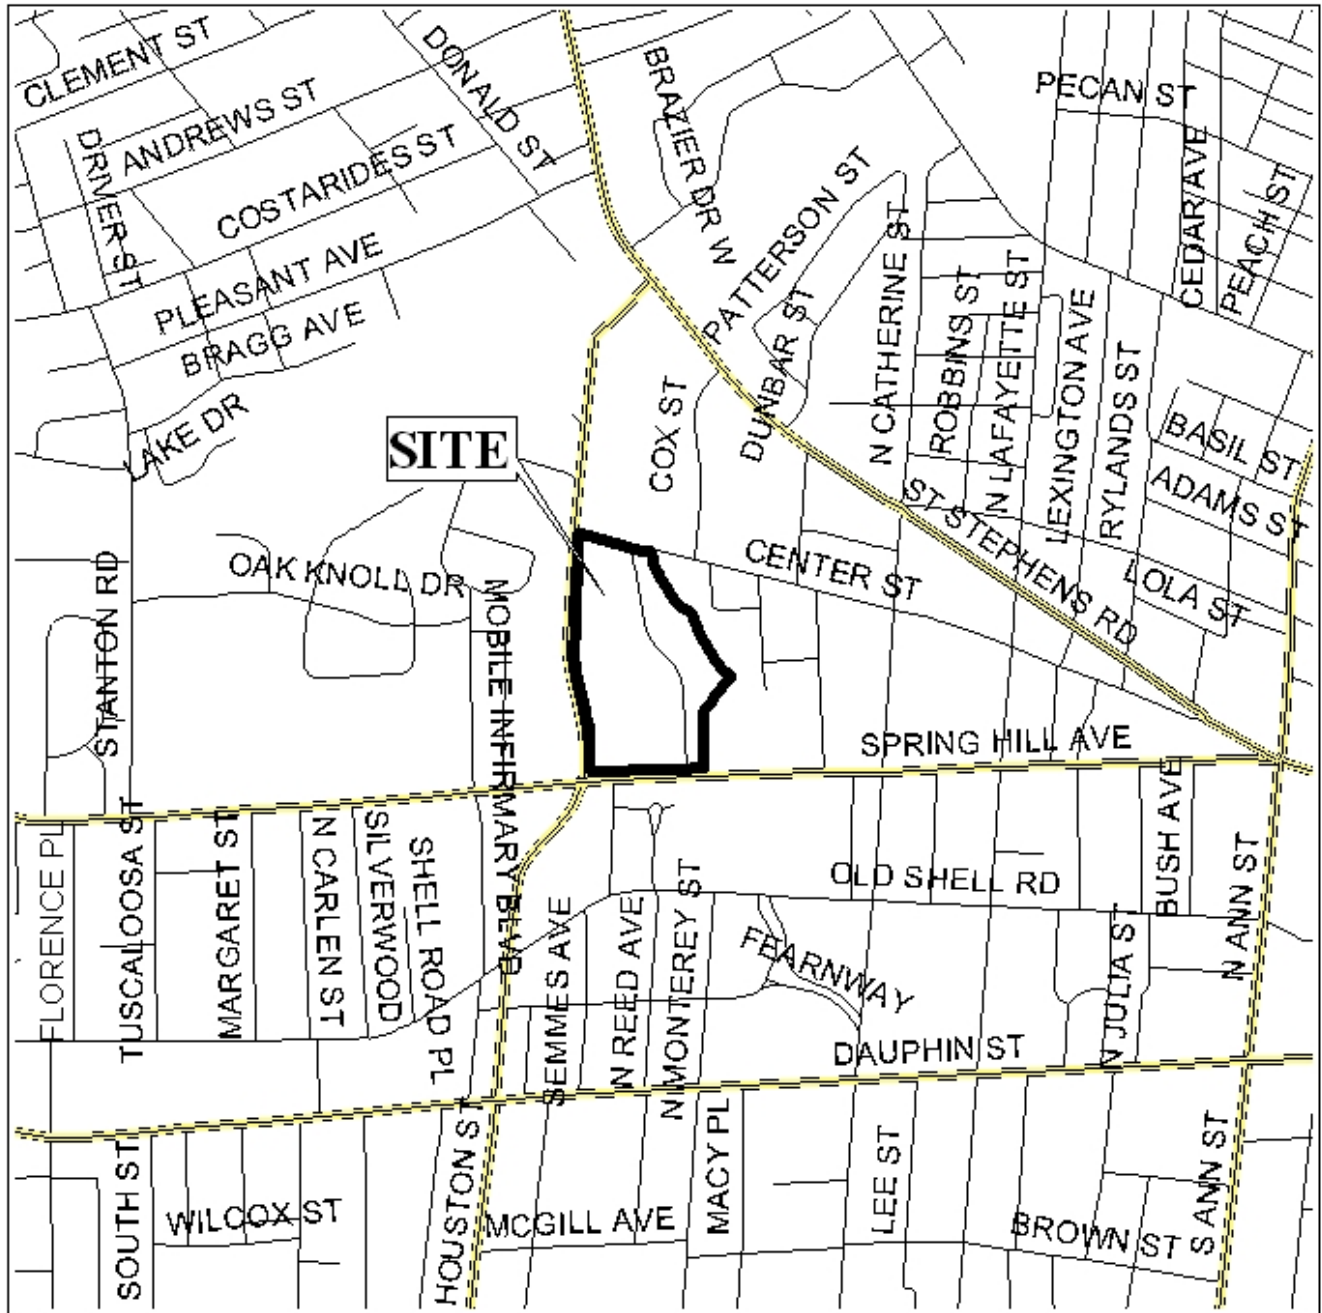 CLEMENT ST
DONALD ST
BRAZIER DR W
PECAN ST
ANDREWS ST
DRIVER ST
COSTARIDES ST
PATTERSON ST
CEDAR AVE
PEACH ST
PLEASANT AVE
BRAGG AVE
DUNBAR ST
N CATHERINE ST
ROBBINS ST
N LAFAYETTE ST
LEXINGTON AVE
RYLANDS ST
LAKE DR
SITE
COX ST
BASIL ST
ADAMS ST
ST STEPHENS RD
STANTON RD
OAK KNOLL DR
CENTER ST
LOLA ST
MOBILE INFIRMARY BLVD
SPRING HILL AVE
FLORENCE PL
TUSCALOOSA ST
MARGARET ST
N CARLEN ST
SILVERWOOD
SHELL ROAD PL
OLD SHELL RD
BUSH AVE
N ANN ST
SEMMES AVE
N REED AVE
N MONTEREY ST
FEARNWAY
N JULIA ST
DAUPHIN ST
SOUTH ST
WILCOX ST
HOUSTON ST
MCGILL AVE
MACY PL
LEE ST
BROWN ST
S ANN ST